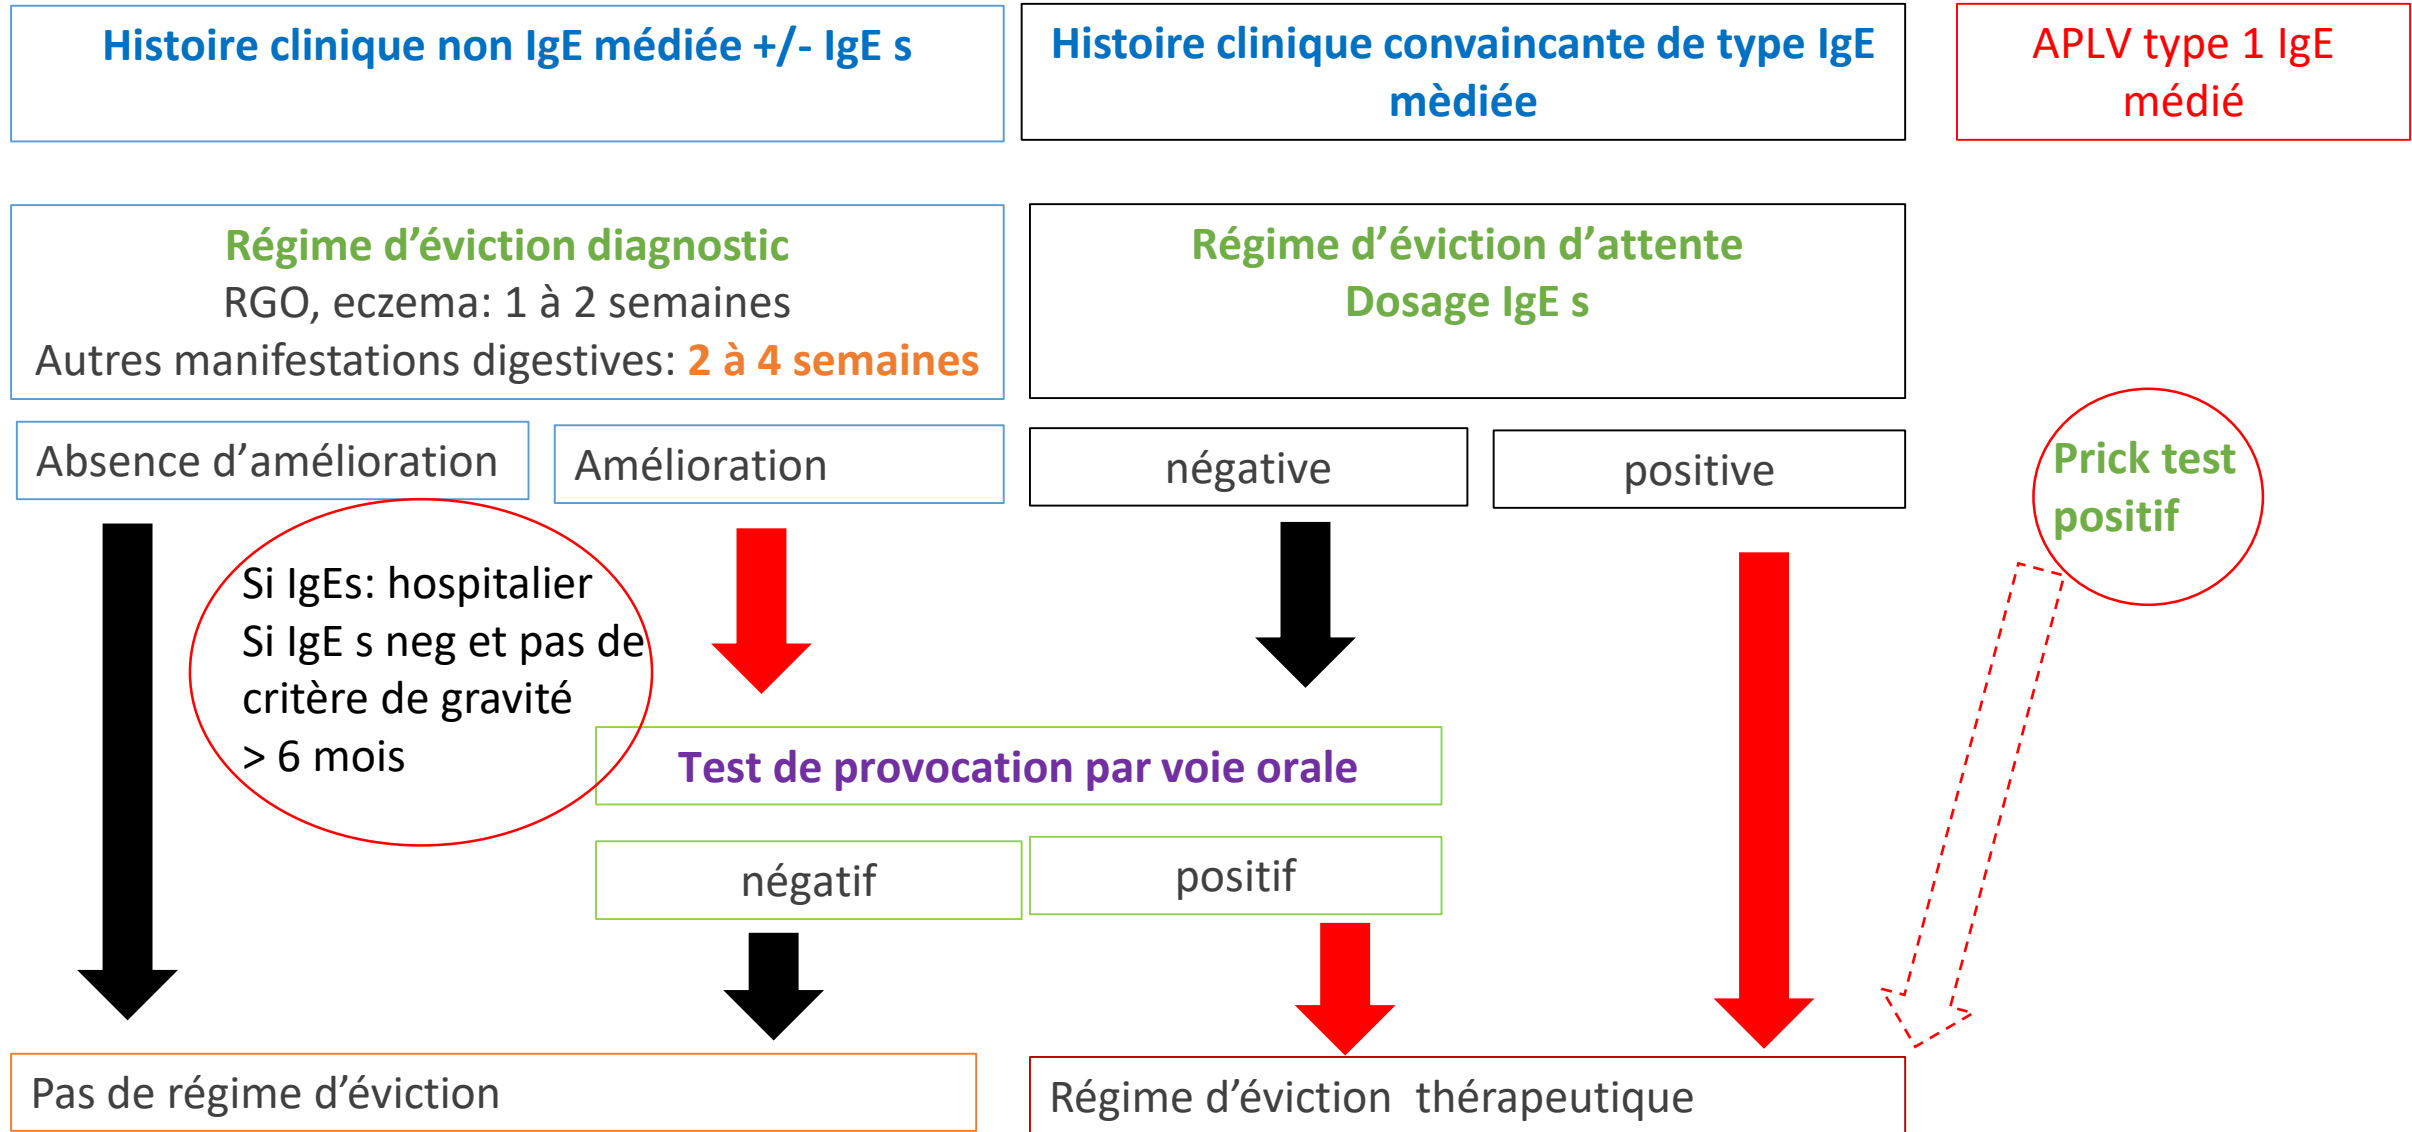 Histoire clinique non IgE médiée +/- IgE s
Histoire clinique convaincante de type IgE
mèdiée
APLV type 1 IgE
médié
Régime d’éviction diagnostic
RGO, eczema: 1 à 2 semaines
Autres manifestations digestives: 2 à 4 semaines
Régime d’éviction d’attente
Dosage IgE s
Absence d’amélioration
Amélioration
négative
positive
Prick test
positif
Si IgEs: hospitalier
Si IgE s neg et pas de
critère de gravité
> 6 mois
Test de provocation par voie orale
négatif
positif
Pas de régime d’éviction
Régime d’éviction thérapeutique